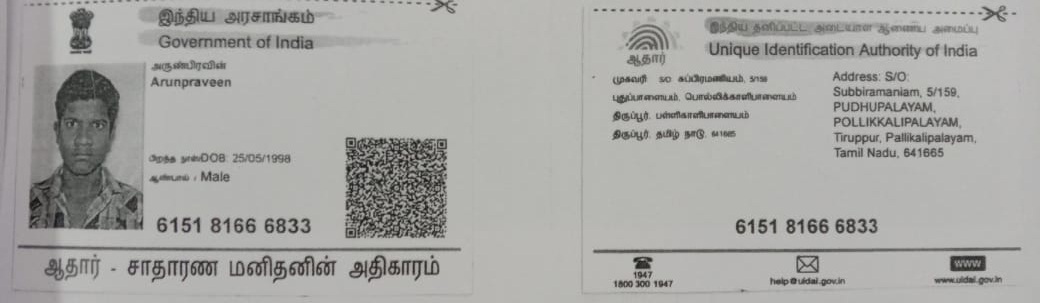 இந்திய அரசாங்கம்
Government of India
அருண்பிரவின்
Arunpraveen
பிறந்த நாள்/DOB: 25/05/1998
ஆண்பால் / Male
6151 8166 6833
ஆதார் - சாதாரண மனிதனின் அதிகாரம்
இந்திய தனிப்பட்ட அடையாள ஆணைய அமைப்பு
Unique Identification Authority of India
ஆதார்
முகவரி: S/O: சுப்பிரமணியம், 5/159
புதுப்பாளையம், பொல்லிக்காளிபாளையம்
திருப்பூர், பள்ளிகாளிபாளையம்
திருப்பூர், தமிழ் நாடு, 641665
Address: S/O:
Subbiramaniam, 5/159,
PUDHUPALAYAM,
POLLIKKALIPALAYAM,
Tiruppur, Pallikalipalayam,
Tamil Nadu, 641665
6151 8166 6833
1947
1800 300 1947
help@uidai.gov.in
WWW
www.uidai.gov.in